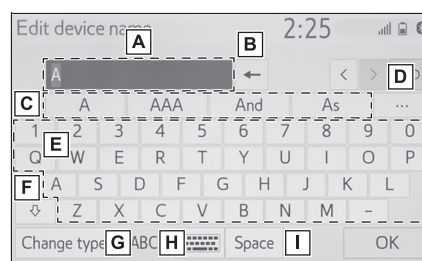 Edit device name 2:25
A B
A ← < > D
C A AAA And As ...
1 2 3 4 5 6 7 8 9 0
E
Q W E R T Y U I O P
F A S D F G H J K L
Z X C V B N M -
Change type G ABC H Space I OK